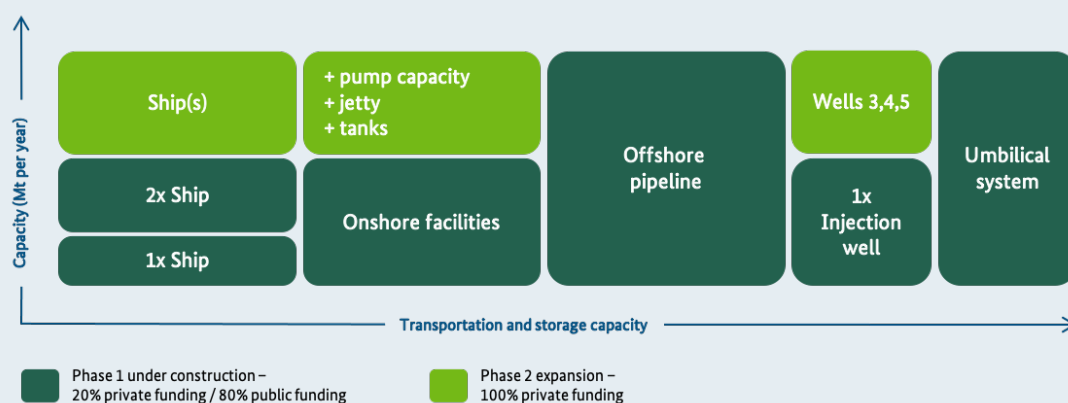 Capacity (Mt per year)
Ship(s)
2x Ship
1x Ship
+ pump capacity
+ jetty
+ tanks
Onshore facilities
Offshore
pipeline
Wells 3,4,5
1x
Injection
well
Umbilical
system
Transportation and storage capacity
Phase 1 under construction –
20% private funding / 80% public funding
Phase 2 expansion –
100% private funding